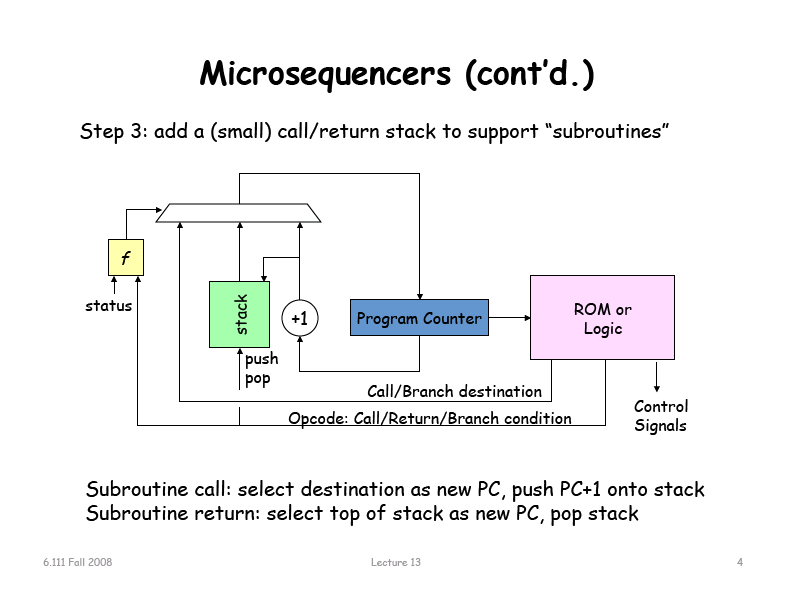 Microsequencers (cont’d.)
Step 3: add a (small) call/return stack to support “subroutines”
f
status
stack
+1
Program Counter
ROM or
Logic
push
pop
Call/Branch destination
Control
Signals
Opcode: Call/Return/Branch condition
Subroutine call: select destination as new PC, push PC+1 onto stack
Subroutine return: select top of stack as new PC, pop stack
6.111 Fall 2008
Lecture 13
4